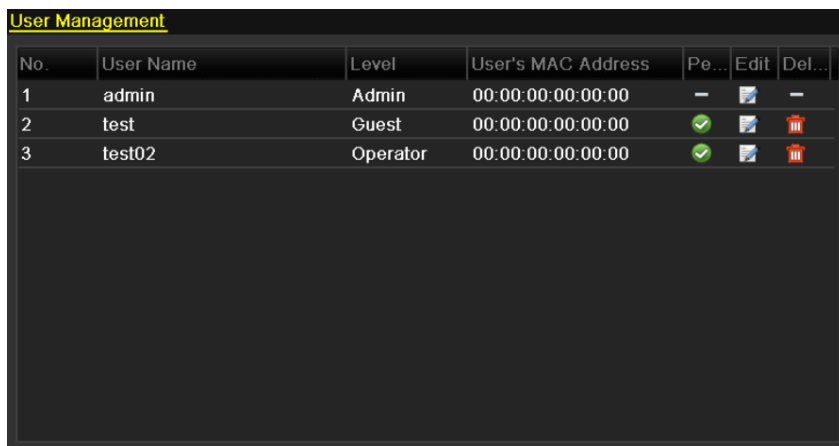 User Management
No. User Name Level User's MAC Address Pe... Edit Del...
1 admin Admin 00:00:00:00:00:00 –
2 test Guest 00:00:00:00:00:00
3 test02 Operator 00:00:00:00:00:00